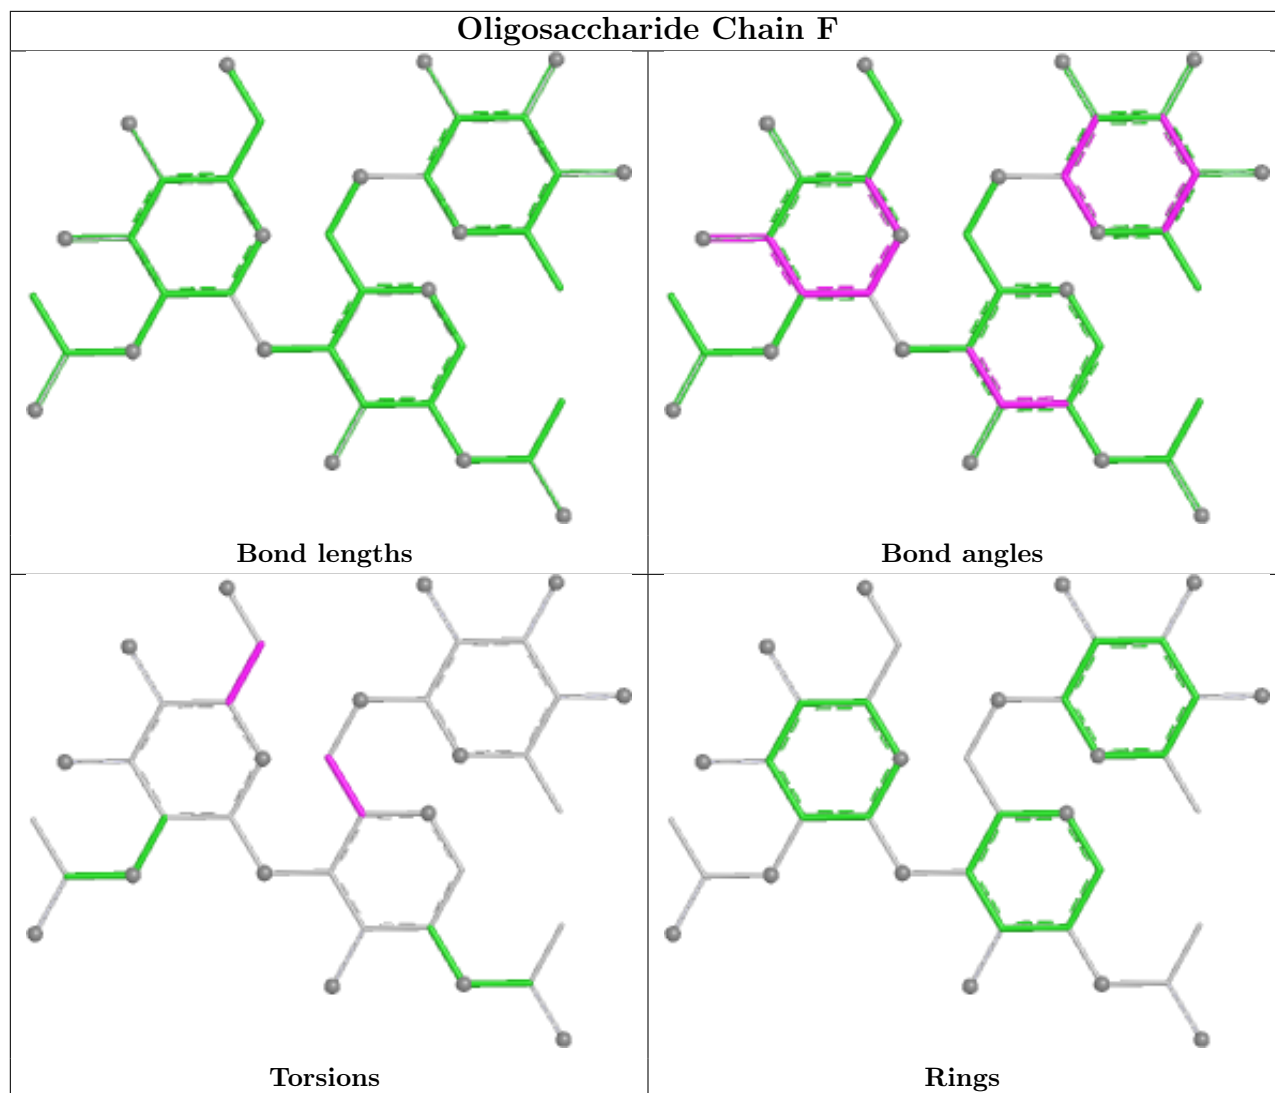 Oligosaccharide Chain F
Bond lengths
Bond angles
Torsions
Rings